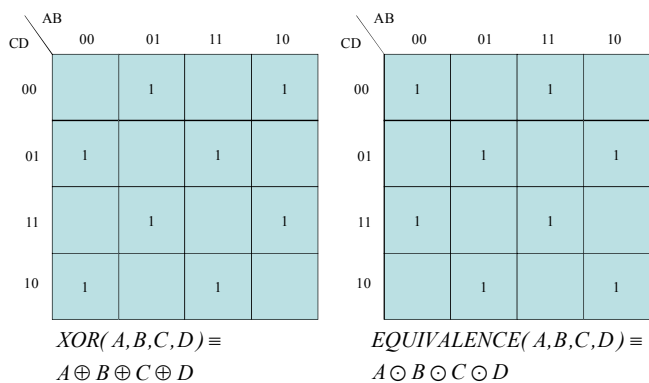 AB AB
CD 00 01 11 10 CD 00 01 11 10
00 1 1 00 1 1
01 1 1 01 1 1
11 1 1 11 1 1
10 1 1 10 1 1
XOR( A,B,C,D ) ≡ EQUIVALENCE( A,B,C,D ) ≡
A ⊕ B ⊕ C ⊕ D A ⊙ B ⊙ C ⊙ D